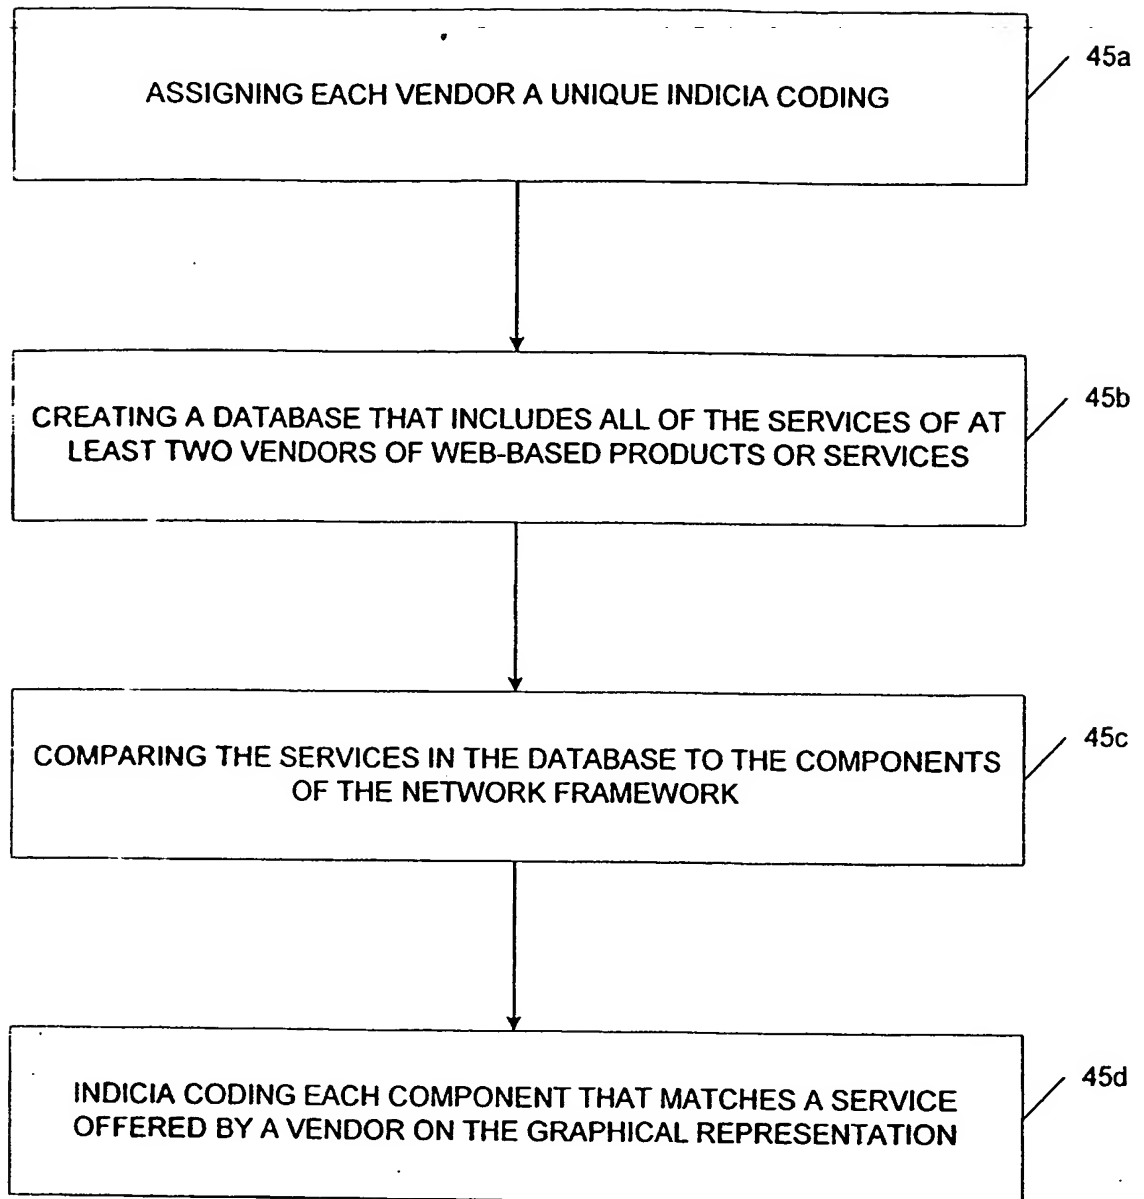 45a
ASSIGNING EACH VENDOR A UNIQUE INDICIA CODING
45b
CREATING A DATABASE THAT INCLUDES ALL OF THE SERVICES OF AT
LEAST TWO VENDORS OF WEB-BASED PRODUCTS OR SERVICES
45c
COMPARING THE SERVICES IN THE DATABASE TO THE COMPONENTS
OF THE NETWORK FRAMEWORK
45d
INDICIA CODING EACH COMPONENT THAT MATCHES A SERVICE
OFFERED BY A VENDOR ON THE GRAPHICAL REPRESENTATION